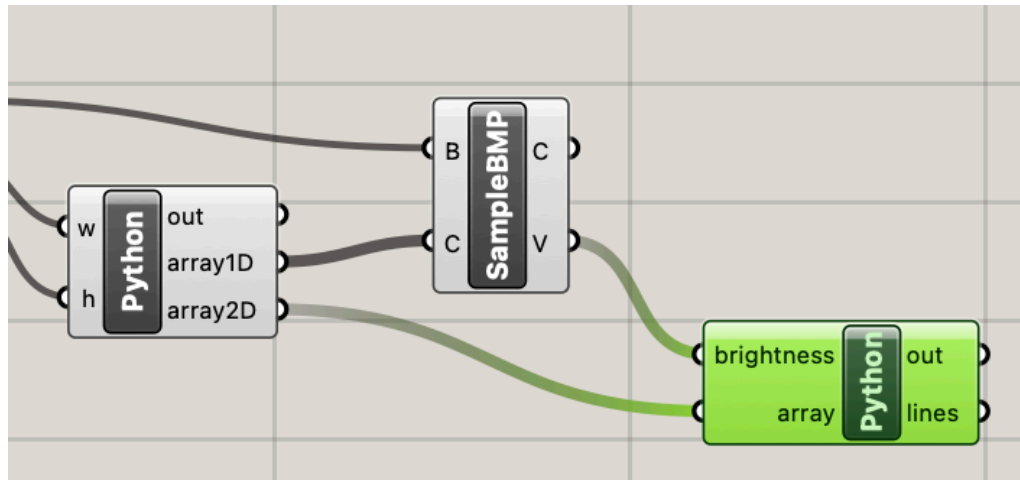 w
h
Python
out
array1D
array2D
B
C
SampleBMP
C
V
brightness
array
Python
out
lines